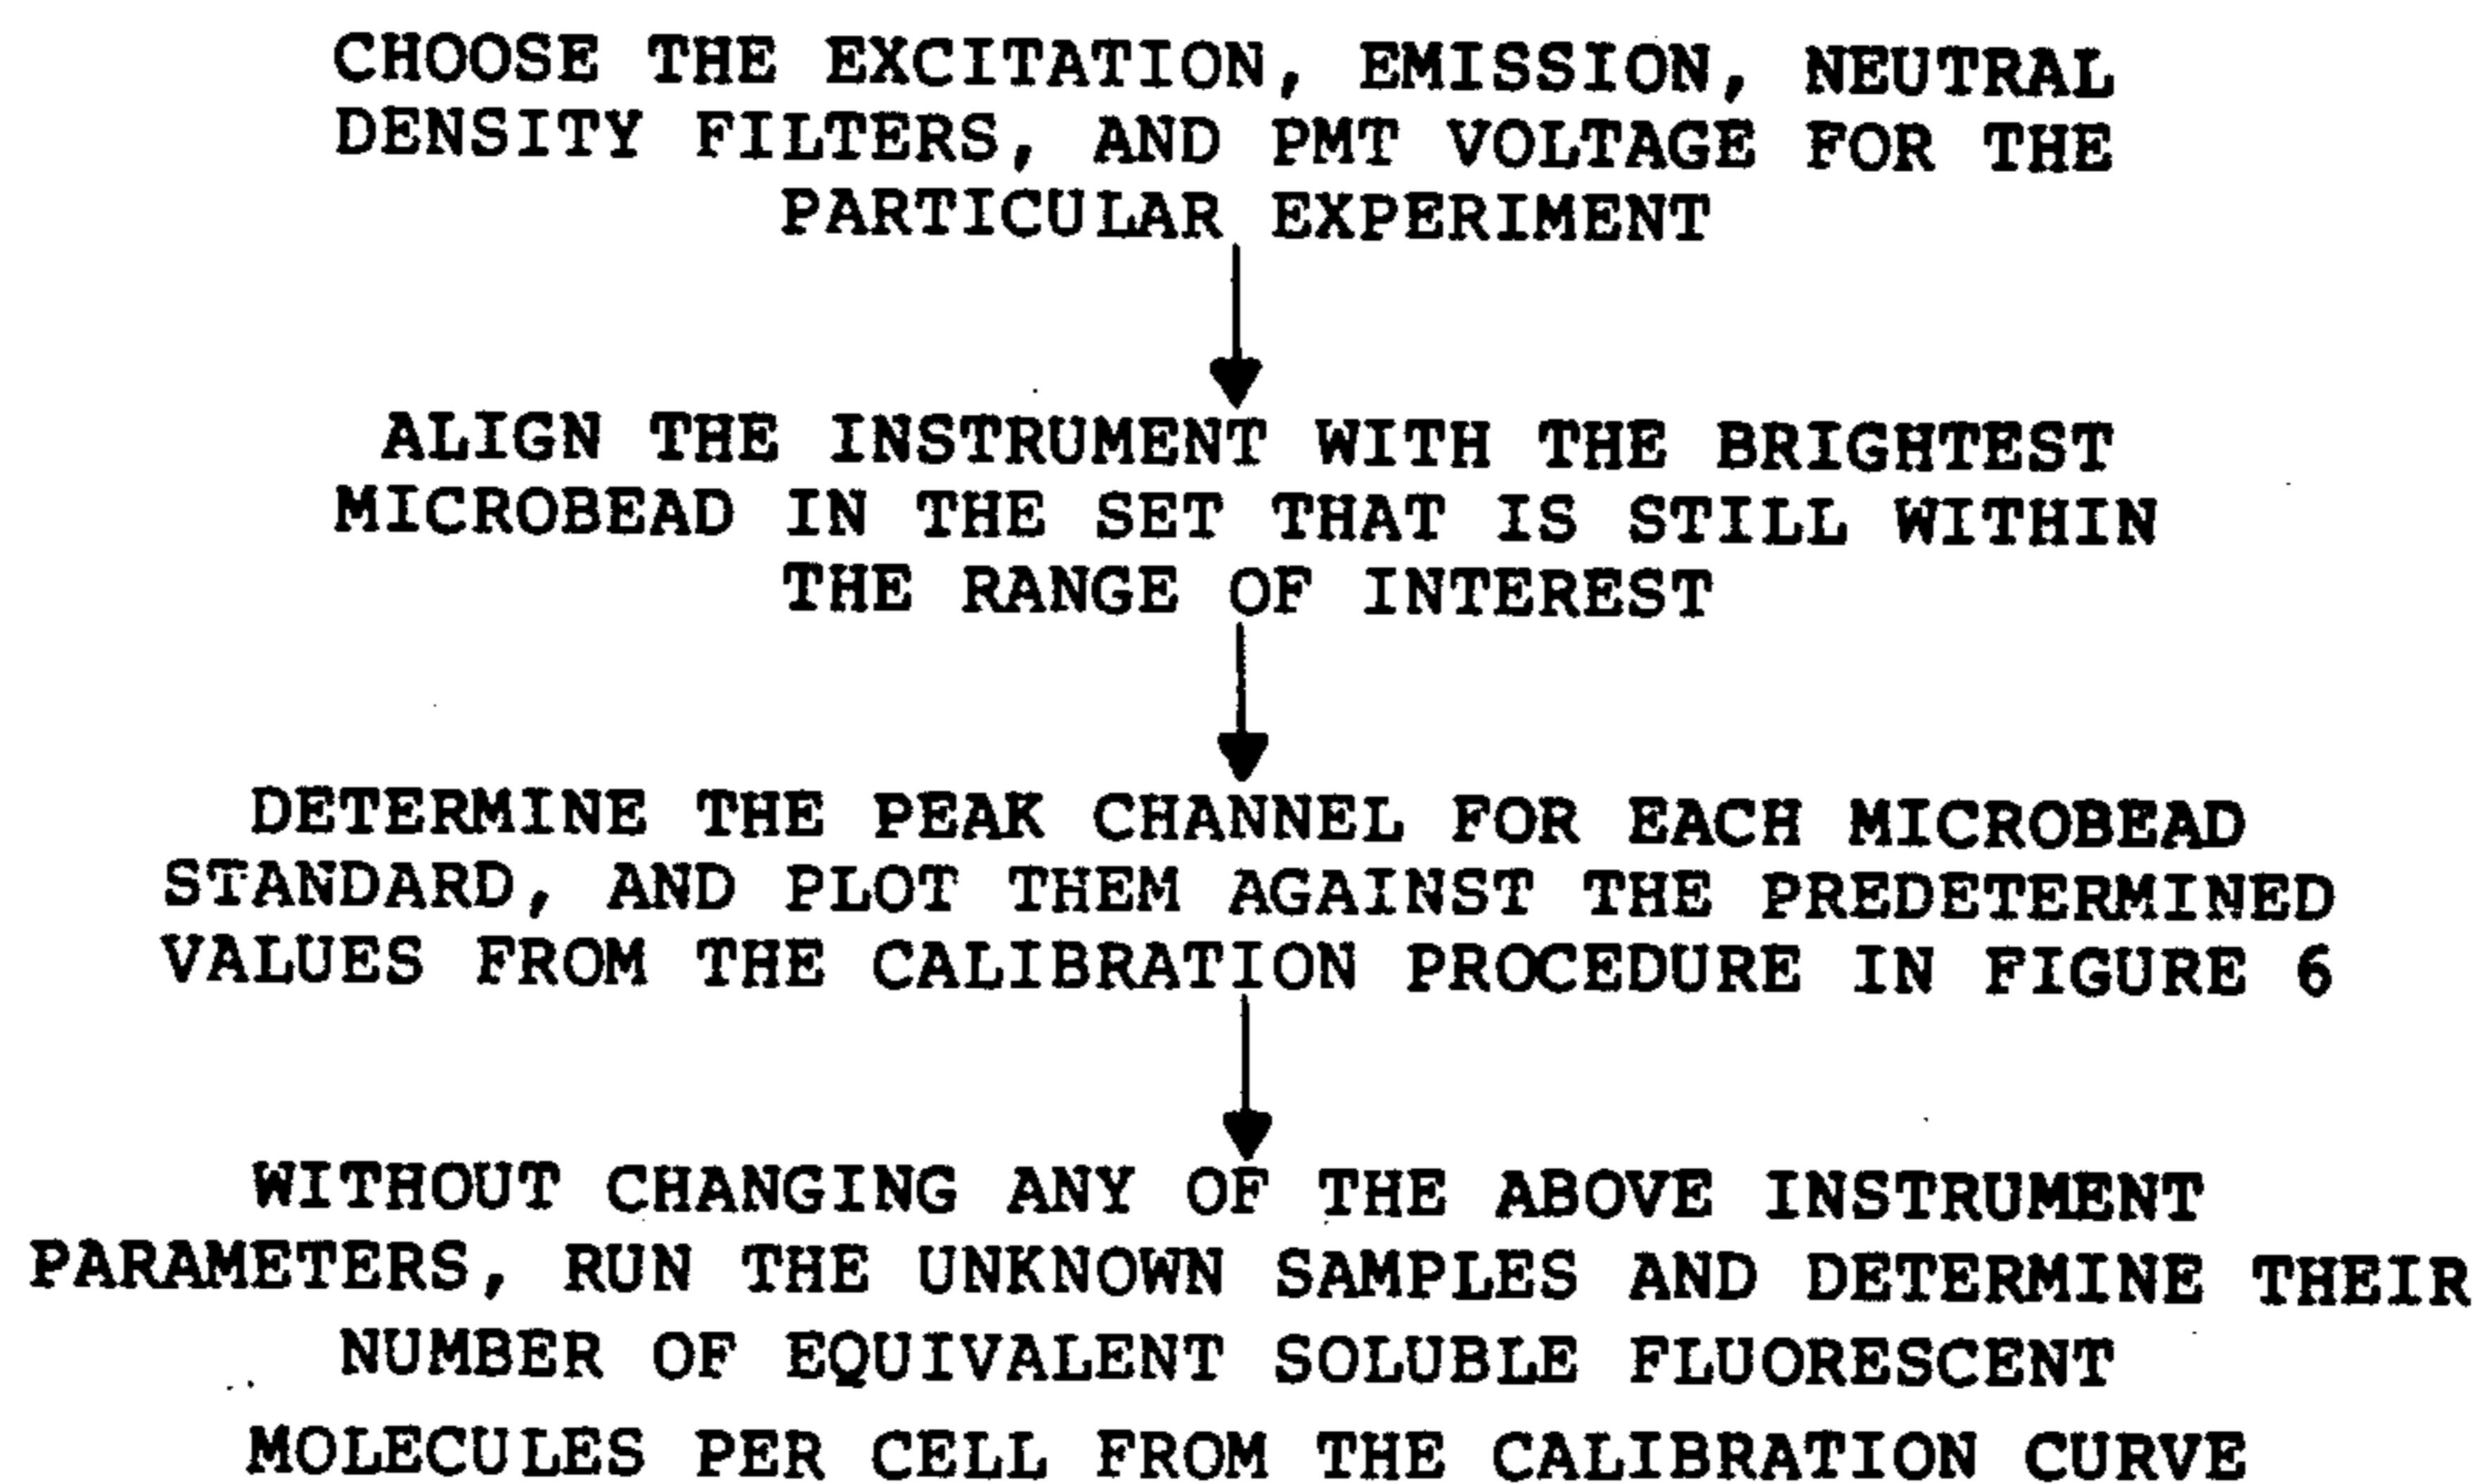 CHOOSE THE EXCITATION, EMISSION, NEUTRAL
DENSITY FILTERS, AND PMT VOLTAGE FOR THE
PARTICULAR EXPERIMENT
ALIGN THE INSTRUMENT WITH THE BRIGHTEST
MICROBEAD IN THE SET THAT IS STILL WITHIN
THE RANGE OF INTEREST
DETERMINE THE PEAK CHANNEL FOR EACH MICROBEAD
STANDARD, AND PLOT THEM AGAINST THE PREDETERMINED
VALUES FROM THE CALIBRATION PROCEDURE IN FIGURE 6
WITHOUT CHANGING ANY OF THE ABOVE INSTRUMENT
PARAMETERS, RUN THE UNKNOWN SAMPLES AND DETERMINE THEIR
NUMBER OF EQUIVALENT SOLUBLE FLUORESCENT
MOLECULES PER CELL FROM THE CALIBRATION CURVE